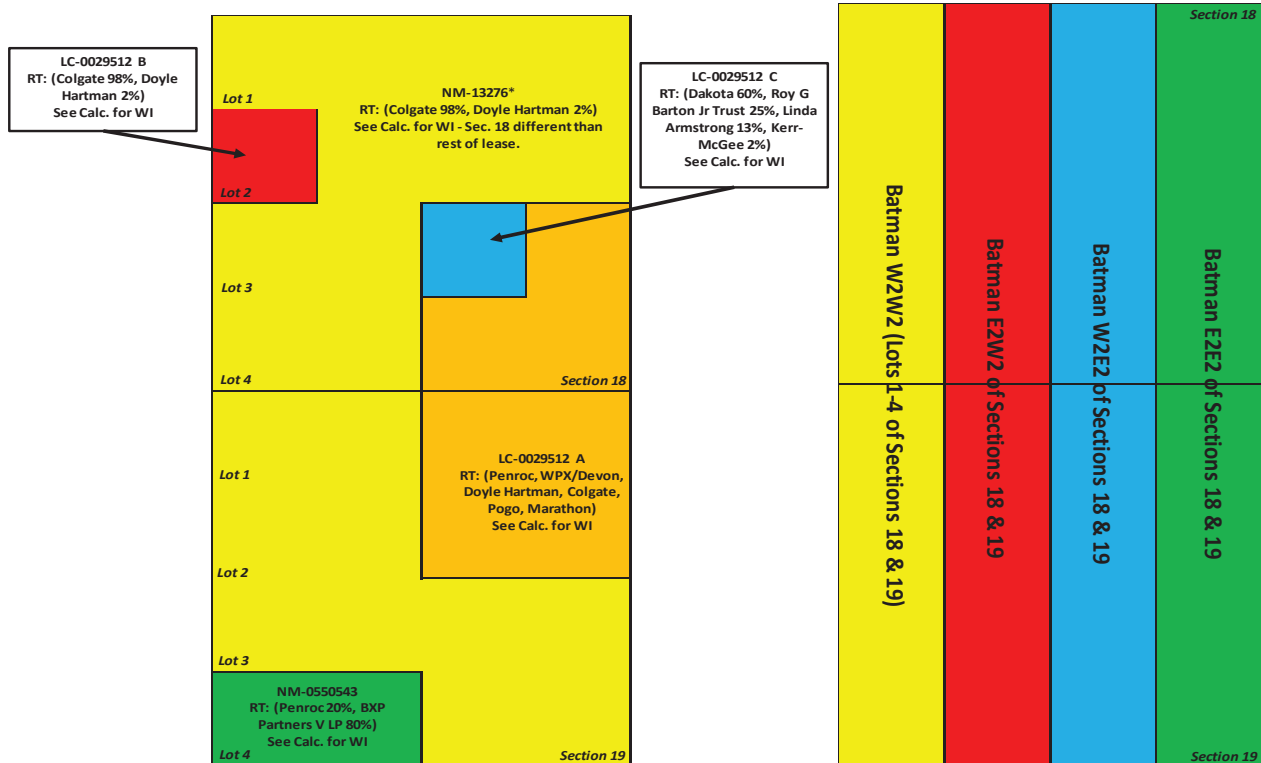 LC-0029512 B
RT: (Colgate 98%, Doyle
Hartman 2%)
See Calc. for WI
Lot 1
NM-13276*
RT: (Colgate 98%, Doyle Hartman 2%)
See Calc. for WI - Sec. 18 different than
rest of lease.
LC-0029512 C
RT: (Dakota 60%, Roy G
Barton Jr Trust 25%, Linda
Armstrong 13%, Kerr-
McGee 2%)
See Calc. for WI
Lot 2
Lot 3
Lot 4
Section 18
LC-0029512 A
RT: (Penroc, WPX/Devon,
Doyle Hartman, Colgate,
Pogo, Marathon)
See Calc. for WI
Lot 1
Lot 2
Lot 3
NM-0550543
RT: (Penroc 20%, BXP
Partners V LP 80%)
See Calc. for WI
Lot 4
Section 19
Section 18
Batman W2W2 (Lots 1-4 of Sections 18 & 19)
Batman E2W2 of Sections 18 & 19
Batman W2E2 of Sections 18 & 19
Batman E2E2 of Sections 18 & 19
Section 19